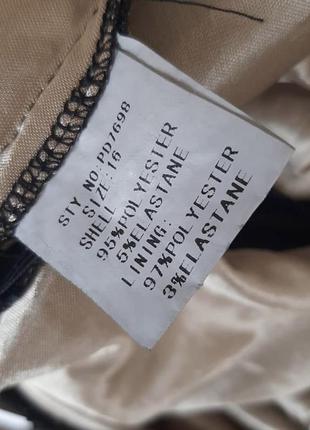 STY NO:PD7698
SIZE:16
SHELL:
95%POLYESTER
5%ELASTANE
LINING:
97%POLYESTER
3%ELASTANE